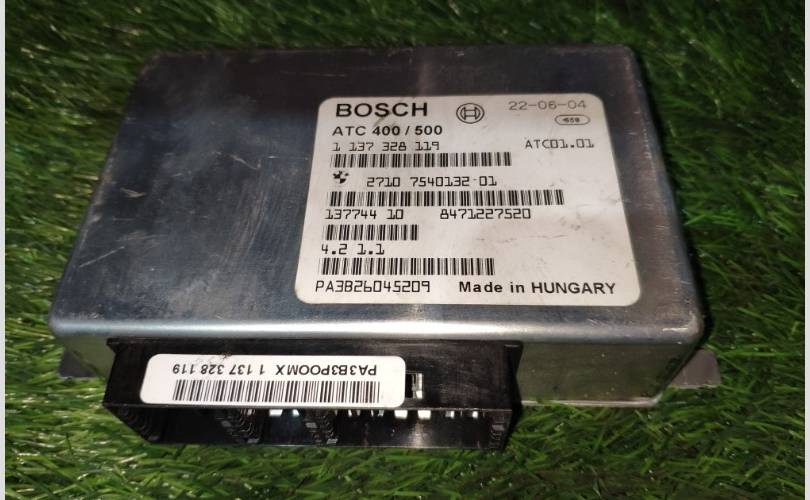 BOSCH 22-06-04
ATC 400 / 500
1 137 328 119 ATC01.01
2710 7540132-01
137744 10 8471227520
4.2 1.1
PA3B26045209 Made in HUNGARY
PA3B3POOMX 1 137 328 119